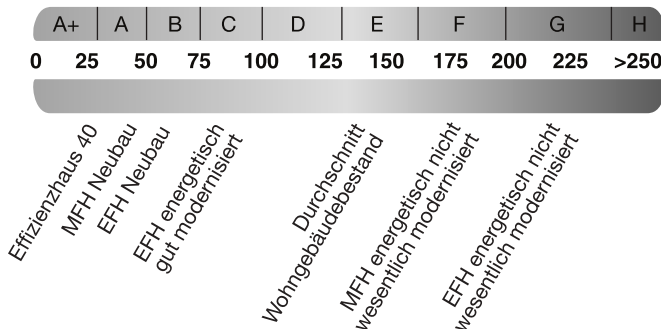 A+ A B C D E F G H
0 25 50 75 100 125 150 175 200 225 >250
Effizienzhaus 40
MFH Neubau
EFH Neubau
EFH energetisch
gut modernisiert
Durchschnitt
Wohngebäudebestand
MFH energetisch nicht
wesentlich modernisiert
EFH energetisch nicht
wesentlich modernisiert